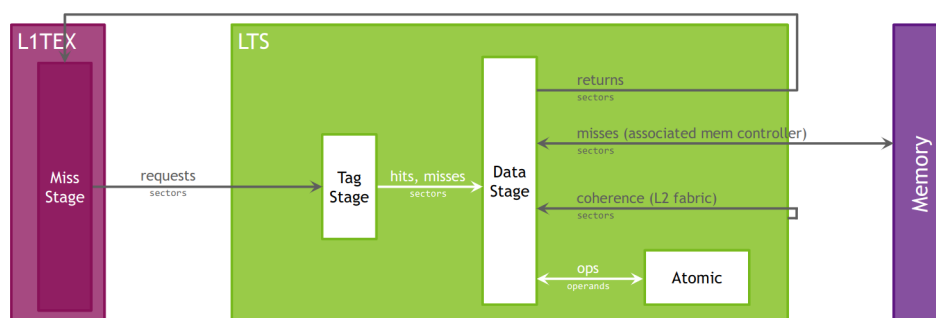 L1TEX
LTS
Miss
Stage
requests
sectors
Tag
Stage
hits, misses
sectors
Data
Stage
returns
sectors
misses (associated mem controller)
sectors
coherence (L2 fabric)
sectors
ops
operands
Atomic
Memory